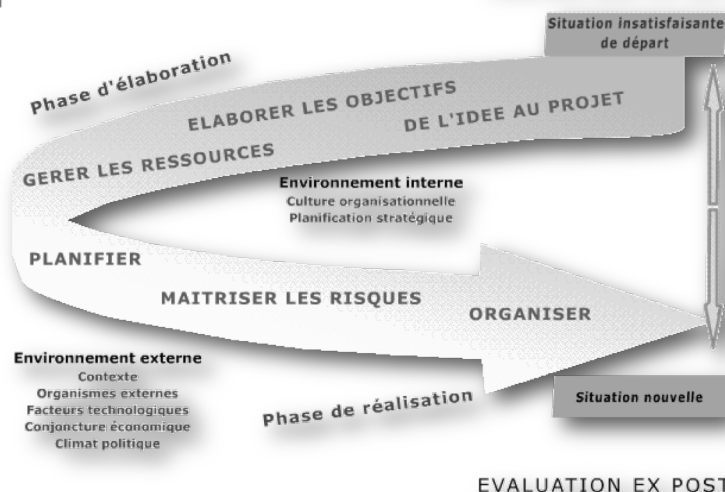 Situation insatisfaisante
de départ
Phase d'élaboration
ELABORER LES OBJECTIFS
DE L'IDEE AU PROJET
GERER LES RESSOURCES
Environnement interne
Culture organisationnelle
Planification stratégique
PLANIFIER
MAITRISER LES RISQUES
ORGANISER
Environnement externe
Contexte
Organismes externes
Facteurs technologiques
Conjoncture économique
Climat politique
Phase de réalisation
Situation nouvelle
EVALUATION EX POST